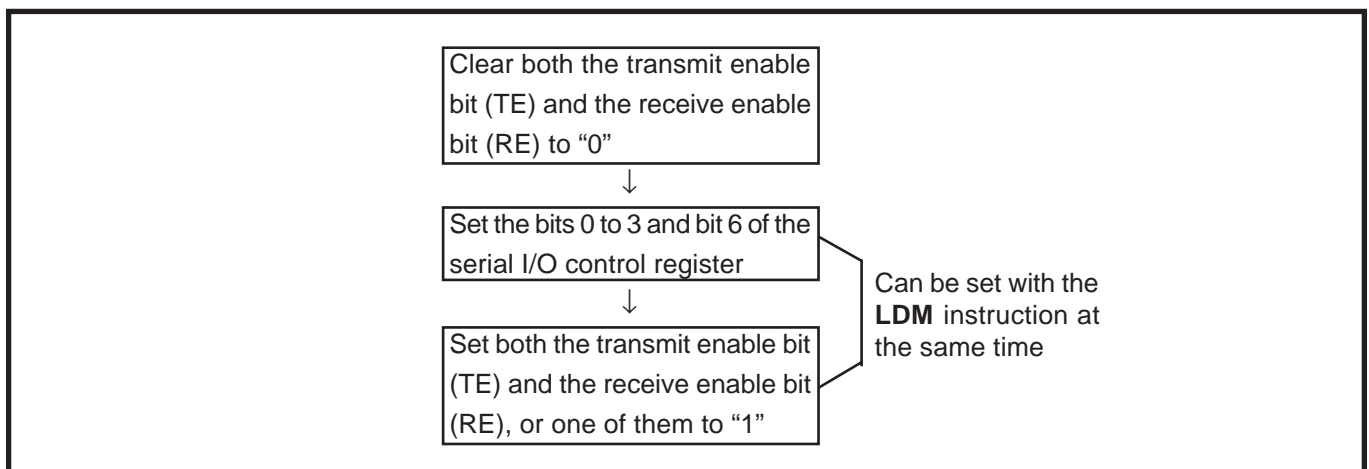 Clear both the transmit enable
bit (TE) and the receive enable
bit (RE) to “0”
↓
Set the bits 0 to 3 and bit 6 of the
serial I/O control register
↓
Set both the transmit enable bit
(TE) and the receive enable bit
(RE), or one of them to “1”
Can be set with the
LDM instruction at
the same time